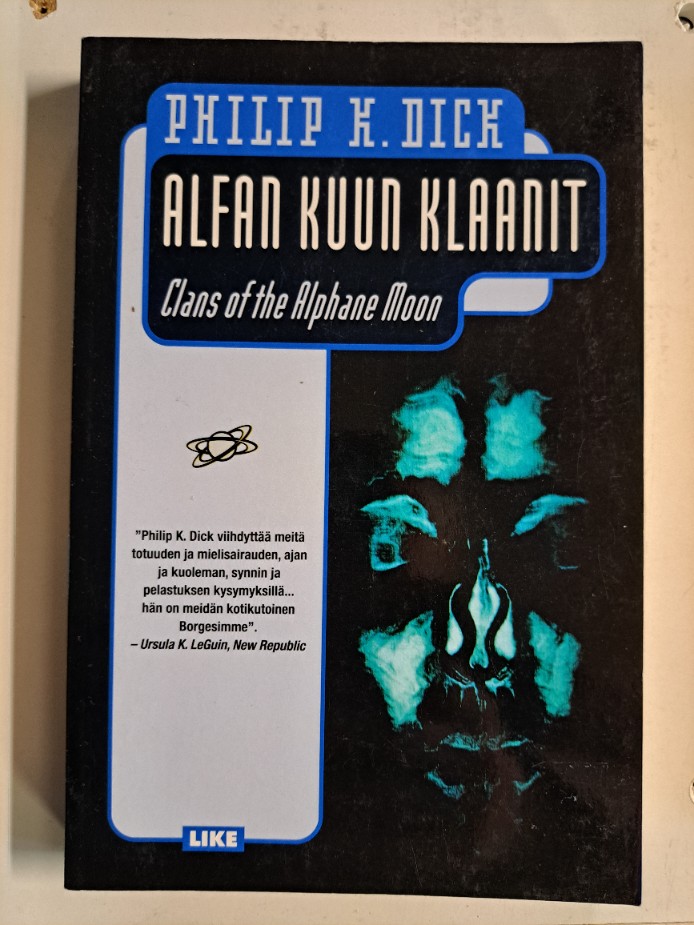 PHILIP K. DICK
ALFAN KUUN KLAANIT
Clans of the Alphane Moon
"Philip K. Dick viihdyttää meitä
totuuden ja mielisairauden, ajan
ja kuoleman, synnin ja
pelastuksen kysymyksillä...
hän on meidän kotikutoinen
Borgesimme".
– Ursula K. LeGuin, New Republic
LIKE